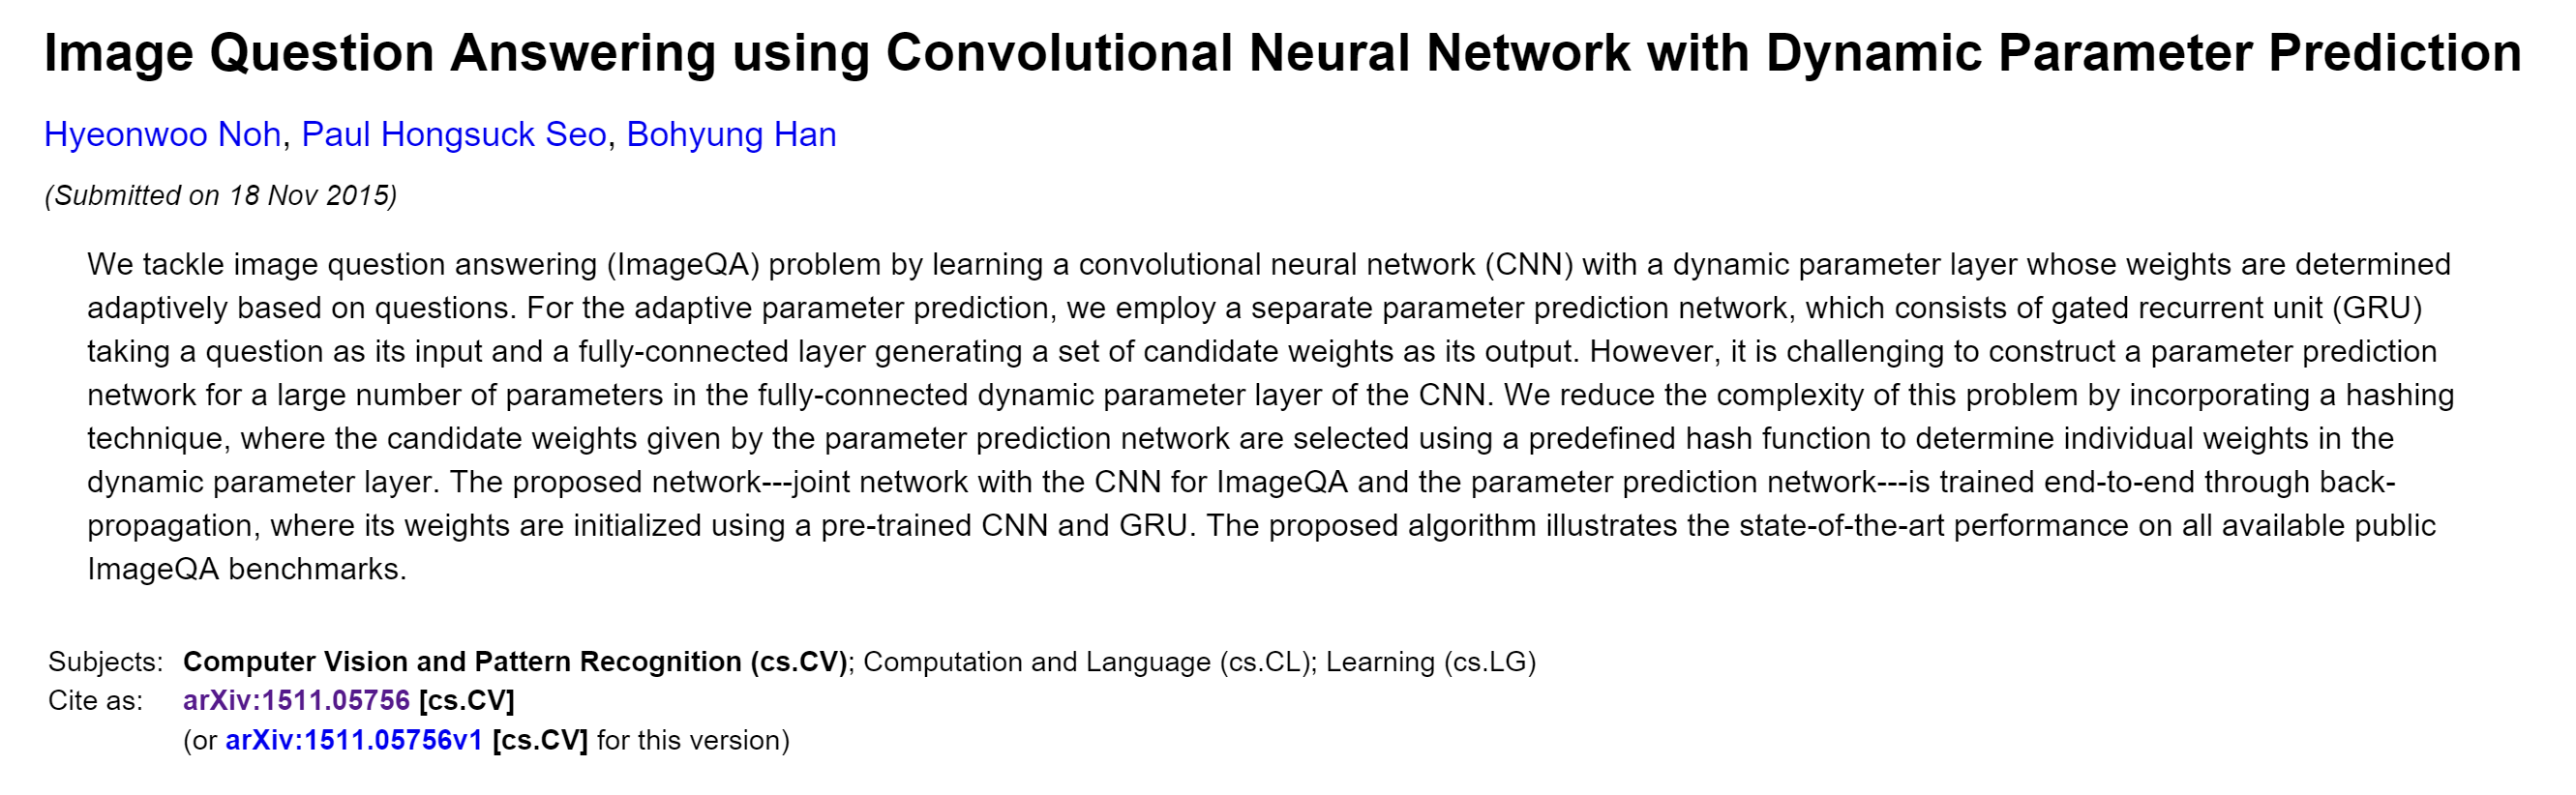 Image Question Answering using Convolutional Neural Network with Dynamic Parameter Prediction
Hyeonwoo Noh, Paul Hongsuck Seo, Bohyung Han
(Submitted on 18 Nov 2015)
We tackle image question answering (ImageQA) problem by learning a convolutional neural network (CNN) with a dynamic parameter layer whose weights are determined
adaptively based on questions. For the adaptive parameter prediction, we employ a separate parameter prediction network, which consists of gated recurrent unit (GRU)
taking a question as its input and a fully-connected layer generating a set of candidate weights as its output. However, it is challenging to construct a parameter prediction
network for a large number of parameters in the fully-connected dynamic parameter layer of the CNN. We reduce the complexity of this problem by incorporating a hashing
technique, where the candidate weights given by the parameter prediction network are selected using a predefined hash function to determine individual weights in the
dynamic parameter layer. The proposed network---joint network with the CNN for ImageQA and the parameter prediction network---is trained end-to-end through back-
propagation, where its weights are initialized using a pre-trained CNN and GRU. The proposed algorithm illustrates the state-of-the-art performance on all available public
ImageQA benchmarks.
Subjects: Computer Vision and Pattern Recognition (cs.CV); Computation and Language (cs.CL); Learning (cs.LG)
Cite as: arXiv:1511.05756 [cs.CV]
(or arXiv:1511.05756v1 [cs.CV] for this version)